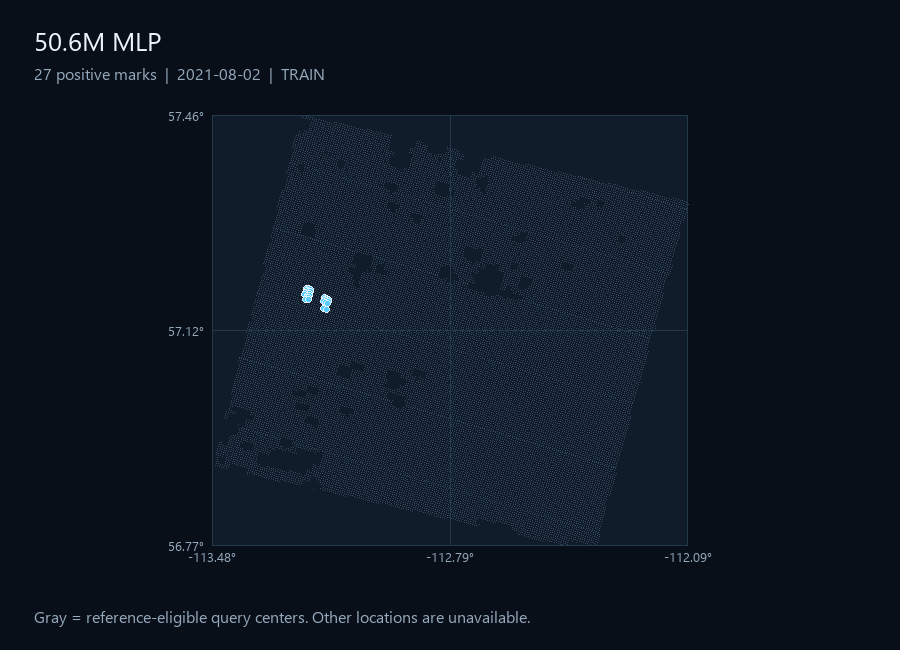 50.6M MLP
27 positive marks | 2021-08-02 | TRAIN
57.46°
57.12°
56.77°
-113.48°
-112.79°
-112.09°
Gray = reference-eligible query centers. Other locations are unavailable.